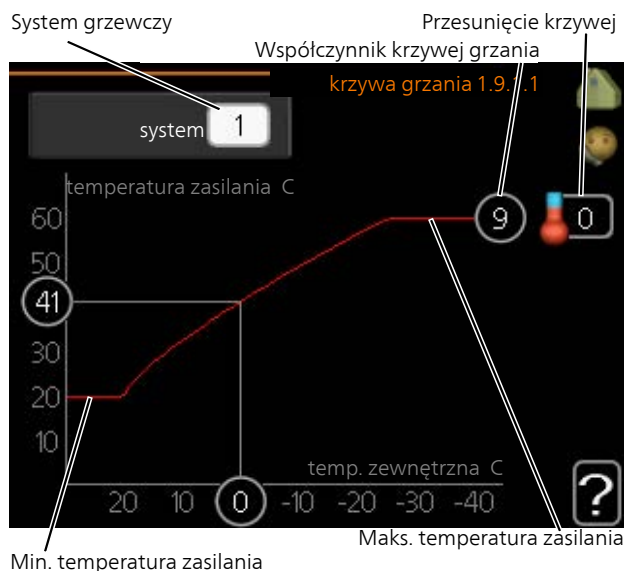 System grzewczy
Przesunięcie krzywej
Współczynnik krzywej grzania
krzywa grzania 1.9.1.1
system 1
temperatura zasilania C
60
9
0
50
41
30
20
10
temp. zewnętrzna C
20 10 0 -10 -20 -30 -40
?
Maks. temperatura zasilania
Min. temperatura zasilania